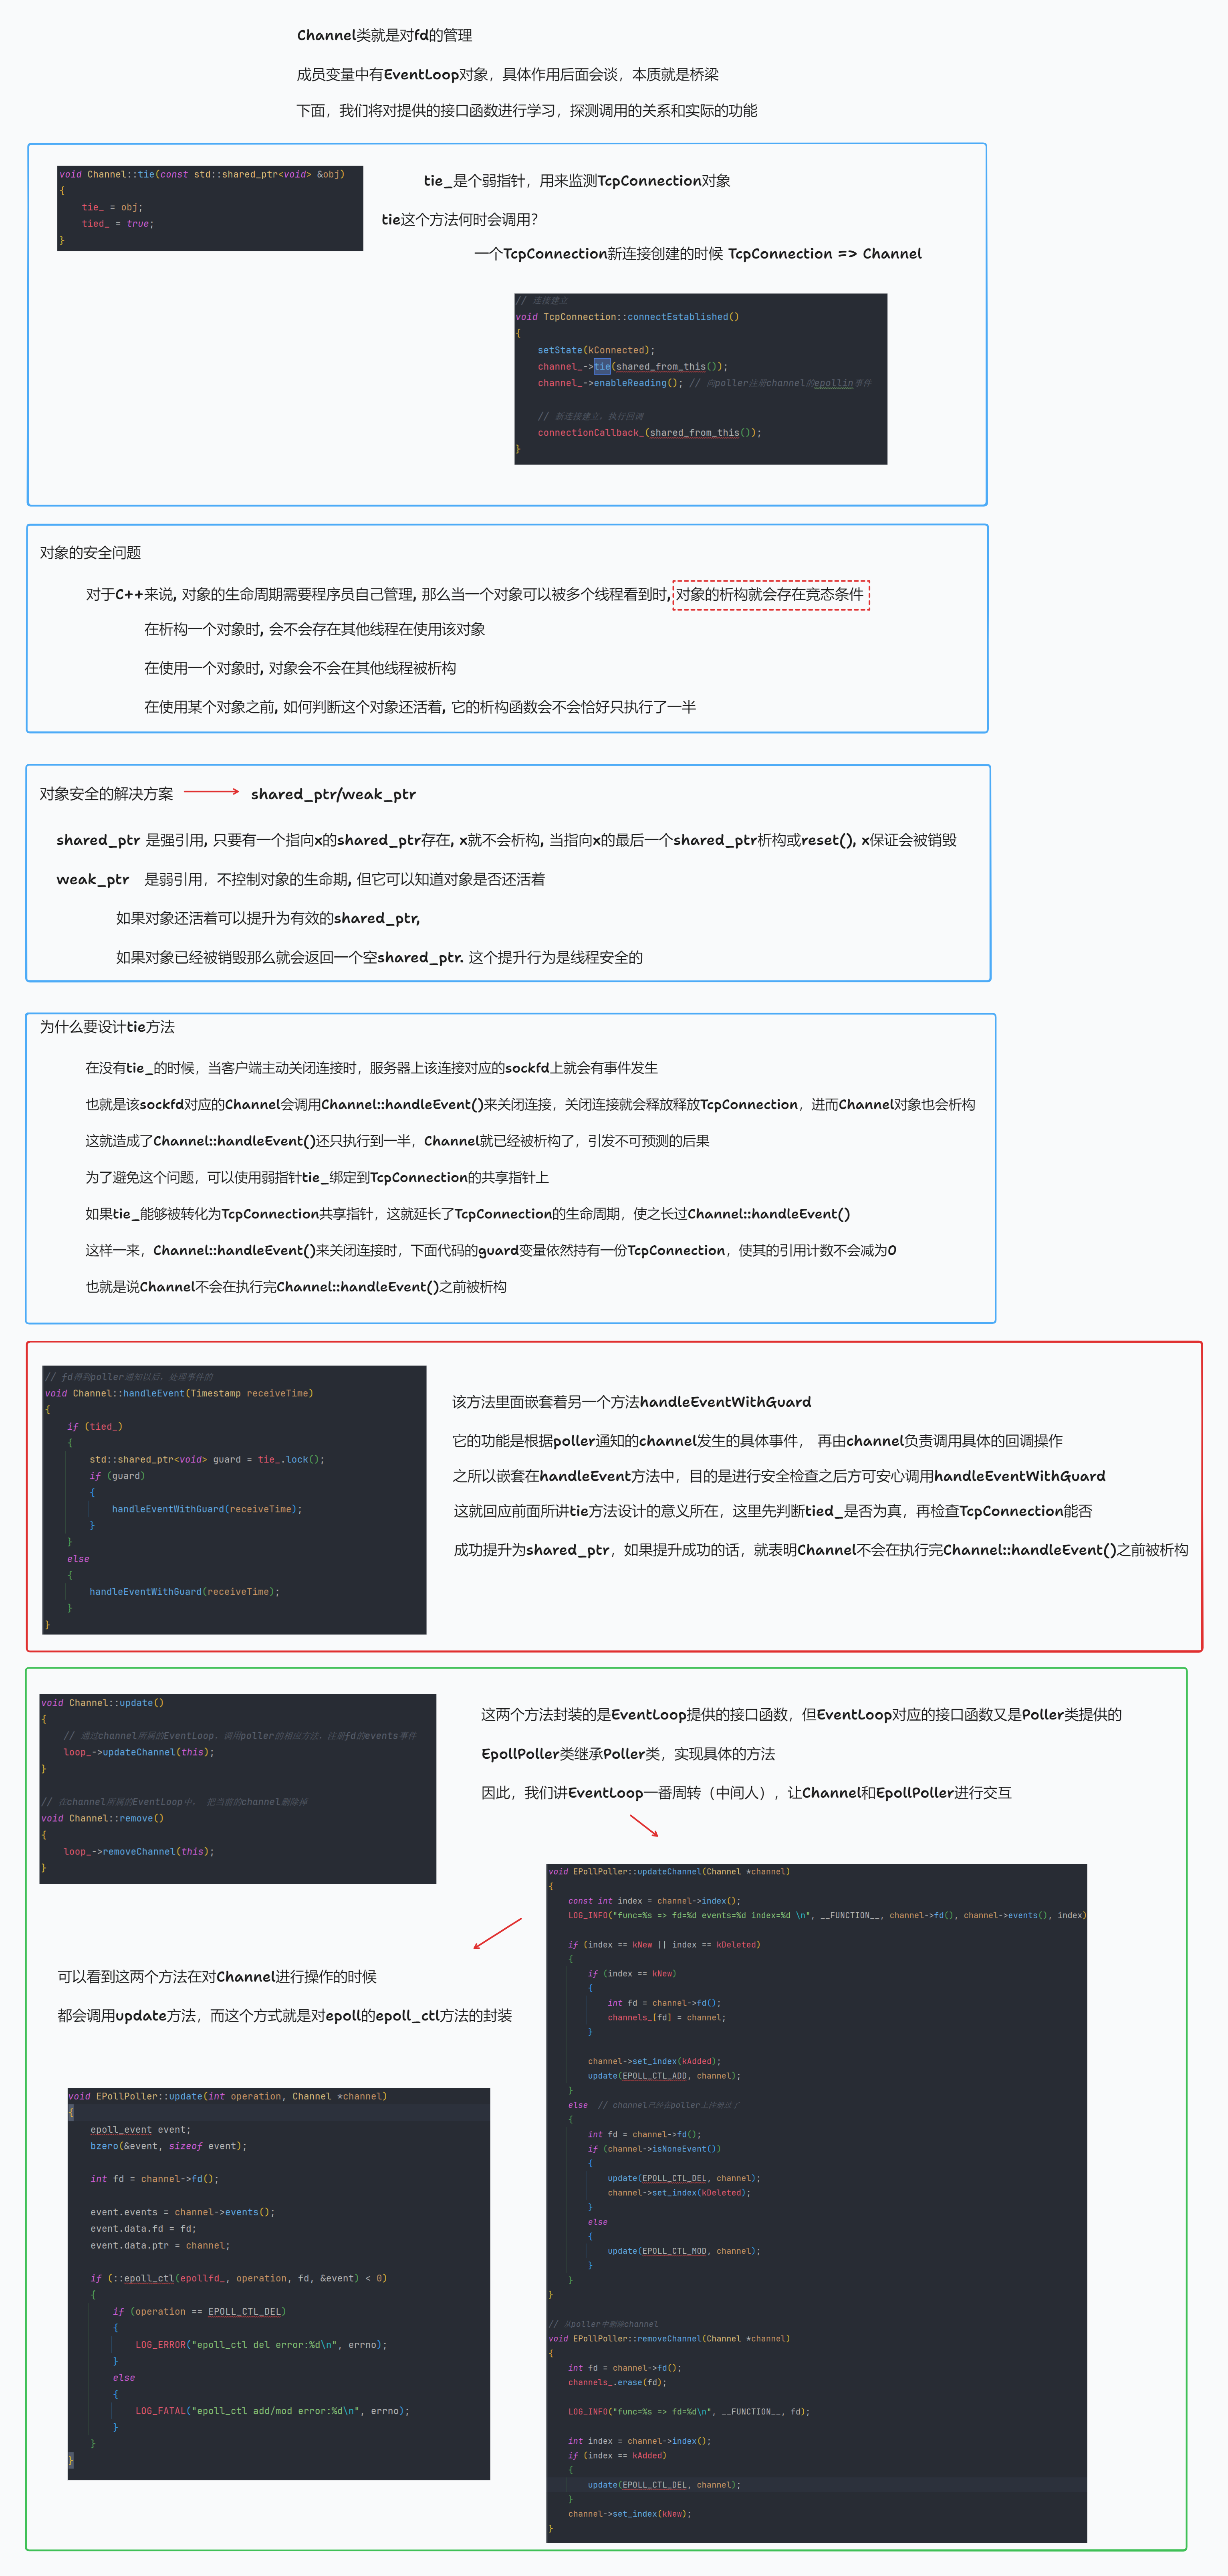 Channel类就是对fd的管理
成员变量中有EventLoop对象，具体作用后面会谈，本质就是桥梁
下面，我们将对提供的接口函数进行学习，探测调用的关系和实际的功能
void Channel::tie(const std::shared_ptr<void> &obj)
{
tie_ = obj;
tied_ = true;
}
tie_是个弱指针，用来监测TcpConnection对象
tie这个方法何时会调用？
一个TcpConnection新连接创建的时候 TcpConnection => Channel
// 连接建立
void TcpConnection::connectEstablished()
{
setState(kConnected);
channel_->tie(shared_from_this());
channel_->enableReading(); // 向poller注册channel的epollin事件
// 新连接建立，执行回调
connectionCallback_(shared_from_this());
}
对象的安全问题
对于C++来说, 对象的生命周期需要程序员自己管理, 那么当一个对象可以被多个线程看到时, 对象的析构就会存在竞态条件
在析构一个对象时, 会不会存在其他线程在使用该对象
在使用一个对象时, 对象会不会在其他线程被析构
在使用某个对象之前, 如何判断这个对象还活着, 它的析构函数会不会恰好只执行了一半
对象安全的解决方案 shared_ptr/weak_ptr
shared_ptr 是强引用, 只要有一个指向x的shared_ptr存在, x就不会析构, 当指向x的最后一个shared_ptr析构或reset(), x保证会被销毁
weak_ptr 是弱引用，不控制对象的生命期, 但它可以知道对象是否还活着
如果对象还活着可以提升为有效的shared_ptr,
如果对象已经被销毁那么就会返回一个空shared_ptr. 这个提升行为是线程安全的
为什么要设计tie方法
在没有tie_的时候，当客户端主动关闭连接时，服务器上该连接对应的sockfd上就会有事件发生
也就是该sockfd对应的Channel会调用Channel::handleEvent()来关闭连接，关闭连接就会释放释放TcpConnection，进而Channel对象也会析构
这就造成了Channel::handleEvent()还只执行到一半，Channel就已经被析构了，引发不可预测的后果
为了避免这个问题，可以使用弱指针tie_绑定到TcpConnection的共享指针上
如果tie_能够被转化为TcpConnection共享指针，这就延长了TcpConnection的生命周期，使之长过Channel::handleEvent()
这样一来，Channel::handleEvent()来关闭连接时，下面代码的guard变量依然持有一份TcpConnection，使其的引用计数不会减为0
也就是说Channel不会在执行完Channel::handleEvent()之前被析构
// fd得到poller通知以后，处理事件的
void Channel::handleEvent(Timestamp receiveTime)
{
if (tied_)
{
std::shared_ptr<void> guard = tie_.lock();
if (guard)
{
handleEventWithGuard(receiveTime);
}
}
else
{
handleEventWithGuard(receiveTime);
}
}
该方法里面嵌套着另一个方法handleEventWithGuard
它的功能是根据poller通知的channel发生的具体事件， 再由channel负责调用具体的回调操作
之所以嵌套在handleEvent方法中，目的是进行安全检查之后方可安心调用handleEventWithGuard
这就回应前面所讲tie方法设计的意义所在，这里先判断tied_是否为真，再检查TcpConnection能否
成功提升为shared_ptr，如果提升成功的话，就表明Channel不会在执行完Channel::handleEvent()之前被析构
void Channel::update()
{
// 通过channel所属的EventLoop，调用poller的相应方法，注册fd的events事件
loop_->updateChannel(this);
}
// 在channel所属的EventLoop中， 把当前的channel删除掉
void Channel::remove()
{
loop_->removeChannel(this);
}
这两个方法封装的是EventLoop提供的接口函数，但EventLoop对应的接口函数又是Poller类提供的
EpollPoller类继承Poller类，实现具体的方法
因此，我们讲EventLoop一番周转（中间人），让Channel和EpollPoller进行交互
void EPollPoller::updateChannel(Channel *channel)
{
const int index = channel->index();
LOG_INFO("func=%s => fd=%d events=%d index=%d \n", __FUNCTION__, channel->fd(), channel->events(), index)
if (index == kNew || index == kDeleted)
{
if (index == kNew)
{
int fd = channel->fd();
channels_[fd] = channel;
}
channel->set_index(kAdded);
update(EPOLL_CTL_ADD, channel);
}
else // channel已经在poller上注册过了
{
int fd = channel->fd();
if (channel->isNoneEvent())
{
update(EPOLL_CTL_DEL, channel);
channel->set_index(kDeleted);
}
else
{
update(EPOLL_CTL_MOD, channel);
}
}
}
// 从poller中删除channel
void EPollPoller::removeChannel(Channel *channel)
{
int fd = channel->fd();
channels_.erase(fd);
LOG_INFO("func=%s => fd=%d\n", __FUNCTION__, fd);
int index = channel->index();
if (index == kAdded)
{
update(EPOLL_CTL_DEL, channel);
}
channel->set_index(kNew);
}
可以看到这两个方法在对Channel进行操作的时候
都会调用update方法，而这个方式就是对epoll的epoll_ctl方法的封装
void EPollPoller::update(int operation, Channel *channel)
{
epoll_event event;
bzero(&event, sizeof event);
int fd = channel->fd();
event.events = channel->events();
event.data.fd = fd;
event.data.ptr = channel;
if (::epoll_ctl(epollfd_, operation, fd, &event) < 0)
{
if (operation == EPOLL_CTL_DEL)
{
LOG_ERROR("epoll_ctl del error:%d\n", errno);
}
else
{
LOG_FATAL("epoll_ctl add/mod error:%d\n", errno);
}
}
}